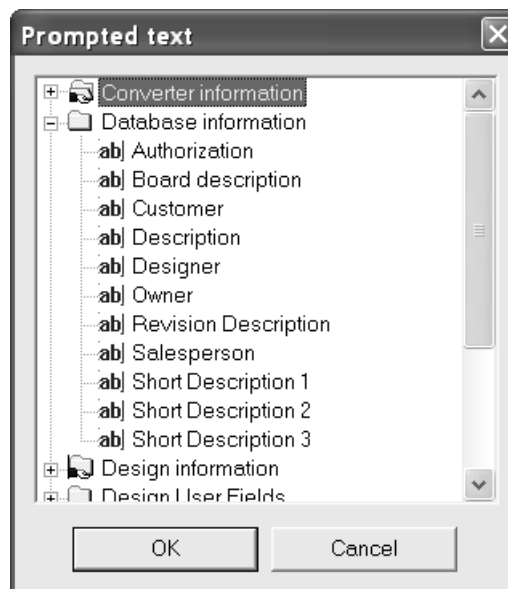 Prompted text
Converter information
Database information
ab Authorization
ab Board description
ab Customer
ab Description
ab Designer
ab Owner
ab Revision Description
ab Salesperson
ab Short Description 1
ab Short Description 2
ab Short Description 3
Design information
Design User Fields
OK Cancel